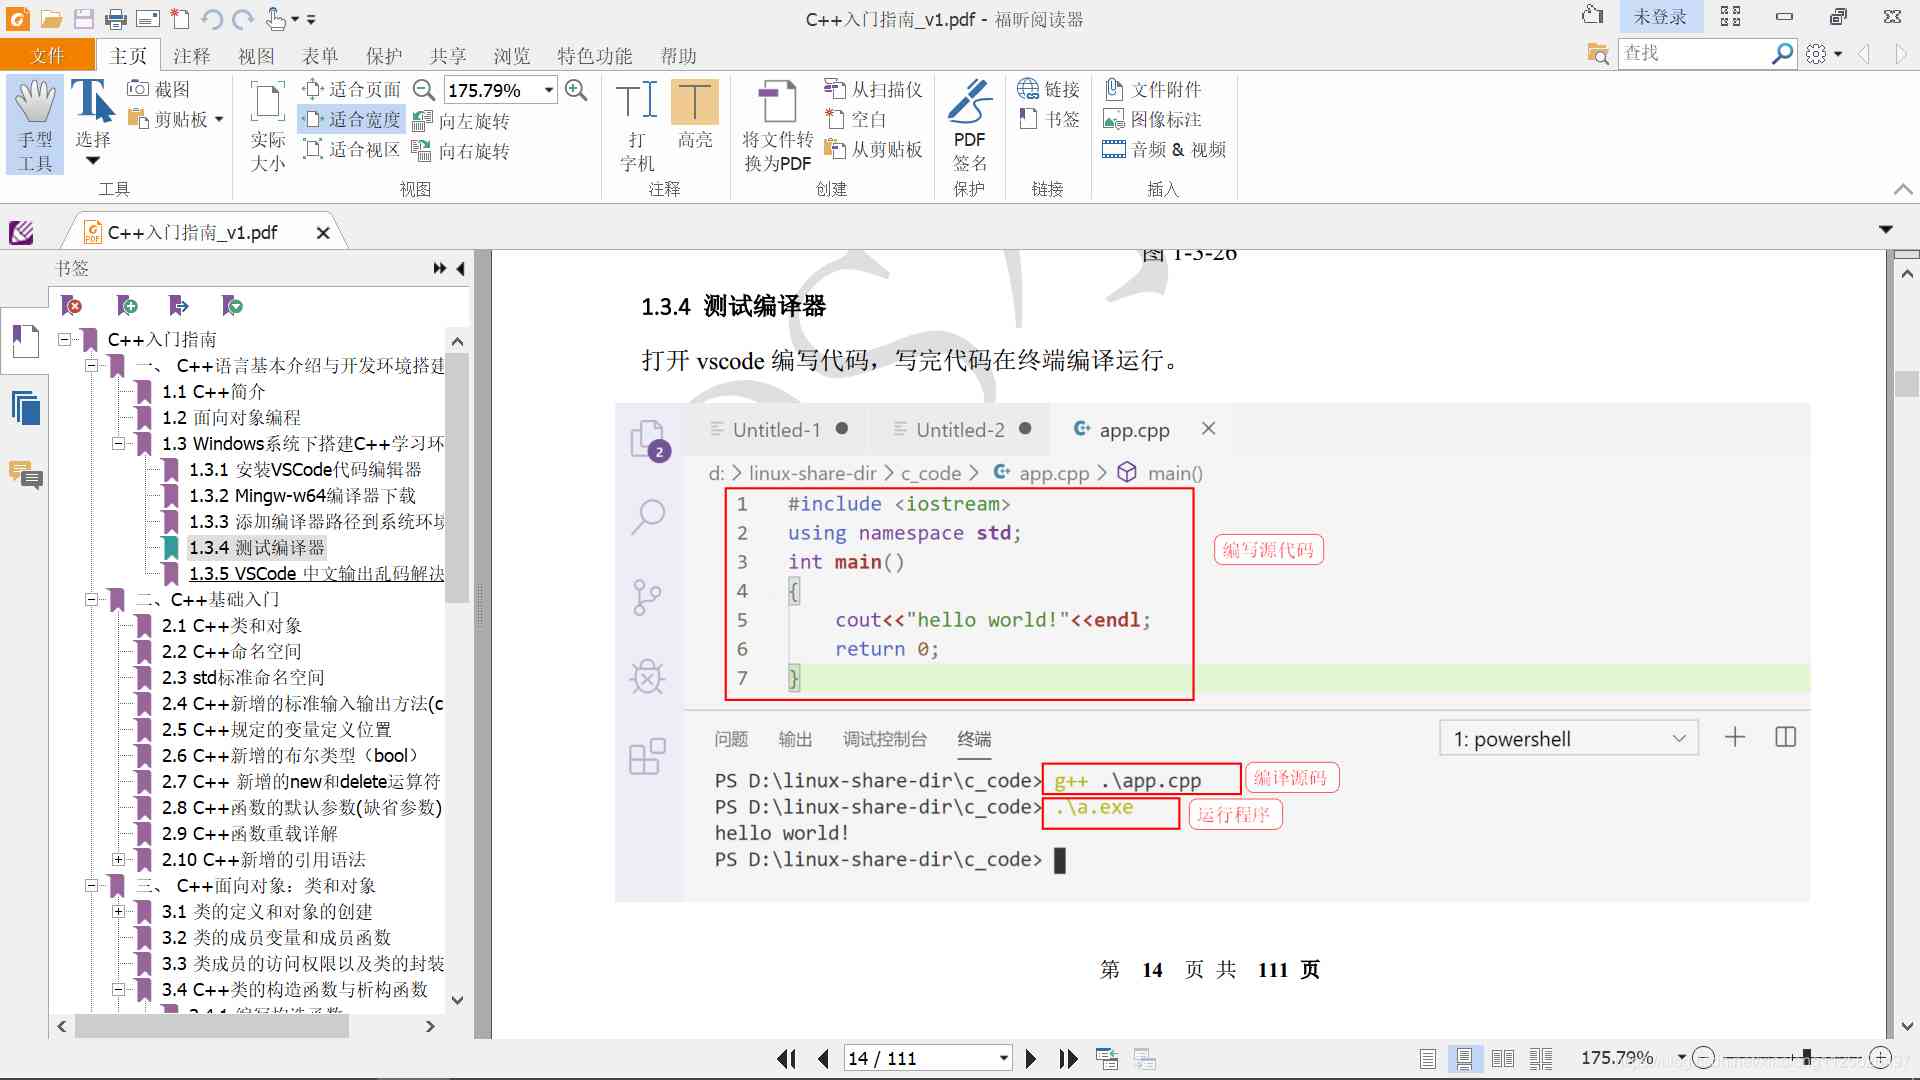 C++入门指南_v1.pdf - 福昕阅读器
未登录
文件 主页 注释 视图 表单 保护 共享 浏览 特色功能 帮助
查找
手型工具
选择
截图
剪贴板
工具
实际大小
适合页面
适合宽度
适合视区
175.79%
向左旋转
向右旋转
视图
打字机
高亮
注释
将文件转换为PDF
从扫描仪
空白
从剪贴板
创建
PDF签名
保护
链接
书签
链接
文件附件
图像标注
音频 & 视频
插入
C++入门指南_v1.pdf
书签
C++入门指南
一、 C++语言基本介绍与开发环境搭建
1.1 C++简介
1.2 面向对象编程
1.3 Windows系统下搭建C++学习环
1.3.1 安装VSCode代码编辑器
1.3.2 Mingw-w64编译器下载
1.3.3 添加编译器路径到系统环境
1.3.4 测试编译器
1.3.5 VSCode 中文输出乱码解决
二、C++基础入门
2.1 C++类和对象
2.2 C++命名空间
2.3 std标准命名空间
2.4 C++新增的标准输入输出方法(c
2.5 C++规定的变量定义位置
2.6 C++新增的布尔类型（bool）
2.7 C++ 新增的new和delete运算符
2.8 C++函数的默认参数(缺省参数)
2.9 C++函数重载详解
2.10 C++新增的引用语法
三、 C++面向对象：类和对象
3.1 类的定义和对象的创建
3.2 类的成员变量和成员函数
3.3 类成员的访问权限以及类的封装
3.4 C++类的构造函数与析构函数
图 1-3-26
1.3.4 测试编译器
打开 vscode 编写代码，写完代码在终端编译运行。
2
Untitled-1 Untitled-2 app.cpp
d: > linux-share-dir > c_code > app.cpp > main()
1 #include <iostream>
2 using namespace std;
3 int main()
4 {
5 cout<<"hello world!"<<endl;
6 return 0;
7 }
编写源代码
问题 输出 调试控制台 终端
1: powershell
PS D:\linux-share-dir\c_code> g++ .\app.cpp
编译源码
PS D:\linux-share-dir\c_code> .\a.exe
运行程序
hello world!
PS D:\linux-share-dir\c_code>
第 14 页 共 111 页
14 / 111
175.79%